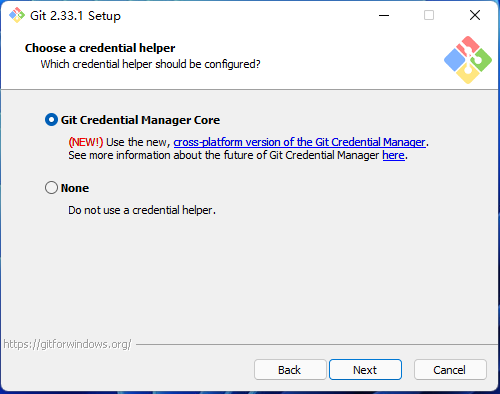 Git 2.33.1 Setup
Choose a credential helper
Which credential helper should be configured?
Git Credential Manager Core
(NEW!) Use the new, cross-platform version of the Git Credential Manager.
See more information about the future of Git Credential Manager here.
None
Do not use a credential helper.
https://gitforwindows.org/
Back Next Cancel